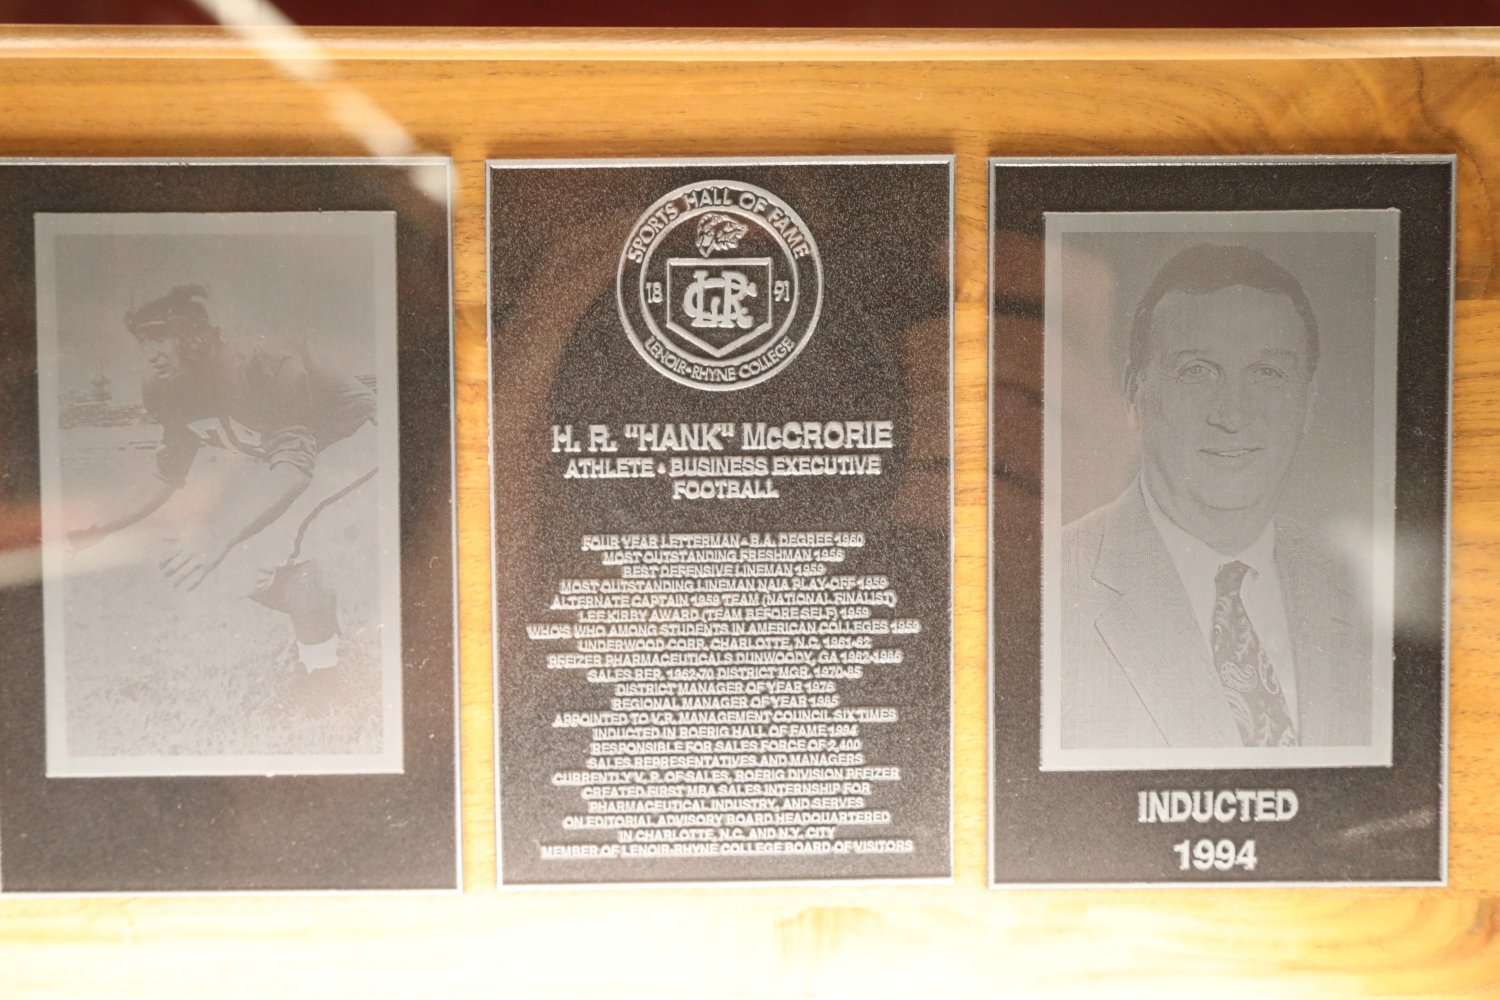 SPORTS HALL OF FAME
18 91
LR
LENOIR-RHYNE COLLEGE
H. R. "HANK" McCRORIE
ATHLETE • BUSINESS EXECUTIVE
FOOTBALL
FOUR YEAR LETTERMAN - B.A. DEGREE 1960
MOST OUTSTANDING FRESHMAN 1956
BEST DEFENSIVE LINEMAN 1959
MOST OUTSTANDING LINEMAN NAIA PLAY-OFF 1959
ALTERNATE CAPTAIN 1959 TEAM (NATIONAL FINALIST)
LEE KIRBY AWARD (TEAM BEFORE SELF) 1959
WHO'S WHO AMONG STUDENTS IN AMERICAN COLLEGES 1959
UNDERWOOD CORP. CHARLOTTE, N.C. 1961-62
PFIZER PHARMACEUTICALS DUNWOODY, GA 1962-1986
SALES REP. 1962-70 DISTRICT MGR. 1970-85
DISTRICT MANAGER OF YEAR 1976
REGIONAL MANAGER OF YEAR 1985
APPOINTED TO V.P. MANAGEMENT COUNCIL SIX TIMES
INDUCTED IN ROERIG HALL OF FAME 1994
RESPONSIBLE FOR SALES FORCE OF 2,400
SALES REPRESENTATIVES AND MANAGERS
CURRENTLY V. P. OF SALES, ROERIG DIVISION PFIZER
CREATED FIRST MBA SALES INTERNSHIP FOR
PHARMACEUTICAL INDUSTRY, AND SERVES
ON EDITORIAL ADVISORY BOARD HEADQUARTERED
IN CHARLOTTE, N.C. AND N.Y. CITY
MEMBER OF LENOIR-RHYNE COLLEGE BOARD OF VISITORS
INDUCTED
1994